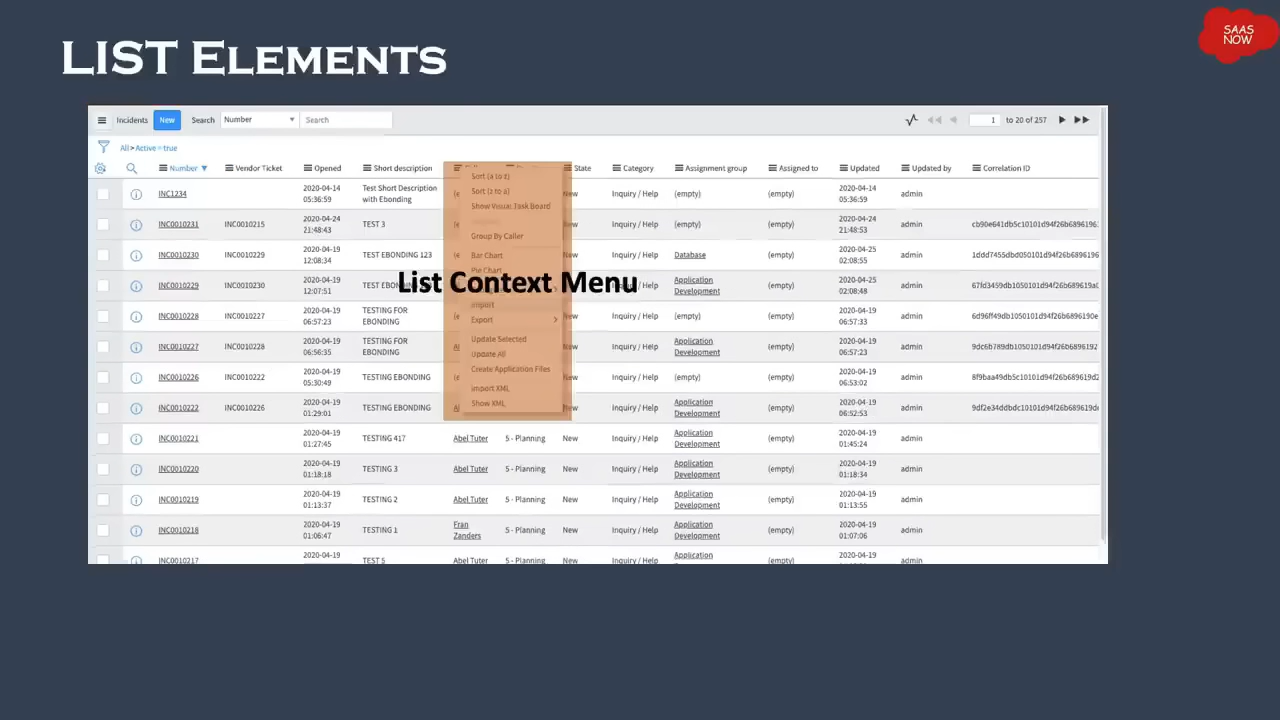 LIST ELEMENTS
SAAS
NOW
Incidents New Search Number Search 1 to 20 of 257
All > Active = true
Number Vendor Ticket Opened Short description State Category Assignment group Assigned to Updated Updated by Correlation ID
INC1234 2020-04-14 05:36:59 Test Short Description with Ebonding New Inquiry / Help (empty) (empty) 2020-04-14 05:36:59 admin
INC0010231 INC0010215 2020-04-24 21:48:43 TEST 3 New Inquiry / Help (empty) (empty) 2020-04-24 21:48:53 admin cb90e641db5c10101d94f26b6896196:
INC0010230 INC0010229 2020-04-19 12:08:34 TEST EBONDING 123 New Inquiry / Help Database (empty) 2020-04-25 02:08:55 admin 1ddd7455dbd050101d94f26b6896196
INC0010229 INC0010230 2020-04-19 12:07:51 New Inquiry / Help Application Development (empty) 2020-04-25 02:08:48 admin
INC0010228 INC0010227 2020-04-19 06:57:23 TESTING FOR EBONDING New Inquiry / Help (empty) (empty) 2020-04-19 06:57:33 admin 6d96ff49db1050101d94f26b6896190e
INC0010227 INC0010228 2020-04-19 06:56:35 TESTING FOR EBONDING New Inquiry / Help Application Development (empty) 2020-04-19 06:57:23 admin 9dc6b789db1050101d94f26b6896192
INC0010226 INC0010222 2020-04-19 05:30:49 TESTING EBONDING New Inquiry / Help (empty) (empty) 2020-04-19 06:53:02 admin
INC0010222 INC0010226 2020-04-19 01:29:01 TESTING EBONDING New Inquiry / Help Application Development (empty) 2020-04-19 06:52:53 admin
INC0010221 2020-04-19 01:27:45 TESTING 417 Abel Tuter 5 - Planning New Inquiry / Help Application Development (empty) 2020-04-19 01:45:24 admin
INC0010220 2020-04-19 01:18:18 TESTING 3 Abel Tuter 5 - Planning New Inquiry / Help Application Development (empty) 2020-04-19 01:18:34 admin
INC0010219 2020-04-19 01:13:37 TESTING 2 Abel Tuter 5 - Planning New Inquiry / Help Application Development (empty) 2020-04-19 01:13:55 admin
INC0010218 2020-04-19 01:06:47 TESTING 1 Fran Zanders 5 - Planning New Inquiry / Help Application Development (empty) 2020-04-19 01:07:06 admin
INC0010217 2020-04-19 TEST 5 Abel Tuter 5 - Planning New Inquiry / Help Application (empty) 2020-04-19 admin
Sort (a to z)
Sort (z to a)
Show Visual Task Board
Group By Caller
Bar Chart
Pie Chart
List Context Menu
Import
Export
Update Selected
Update All
Create Application Files
Import XML
Show XML